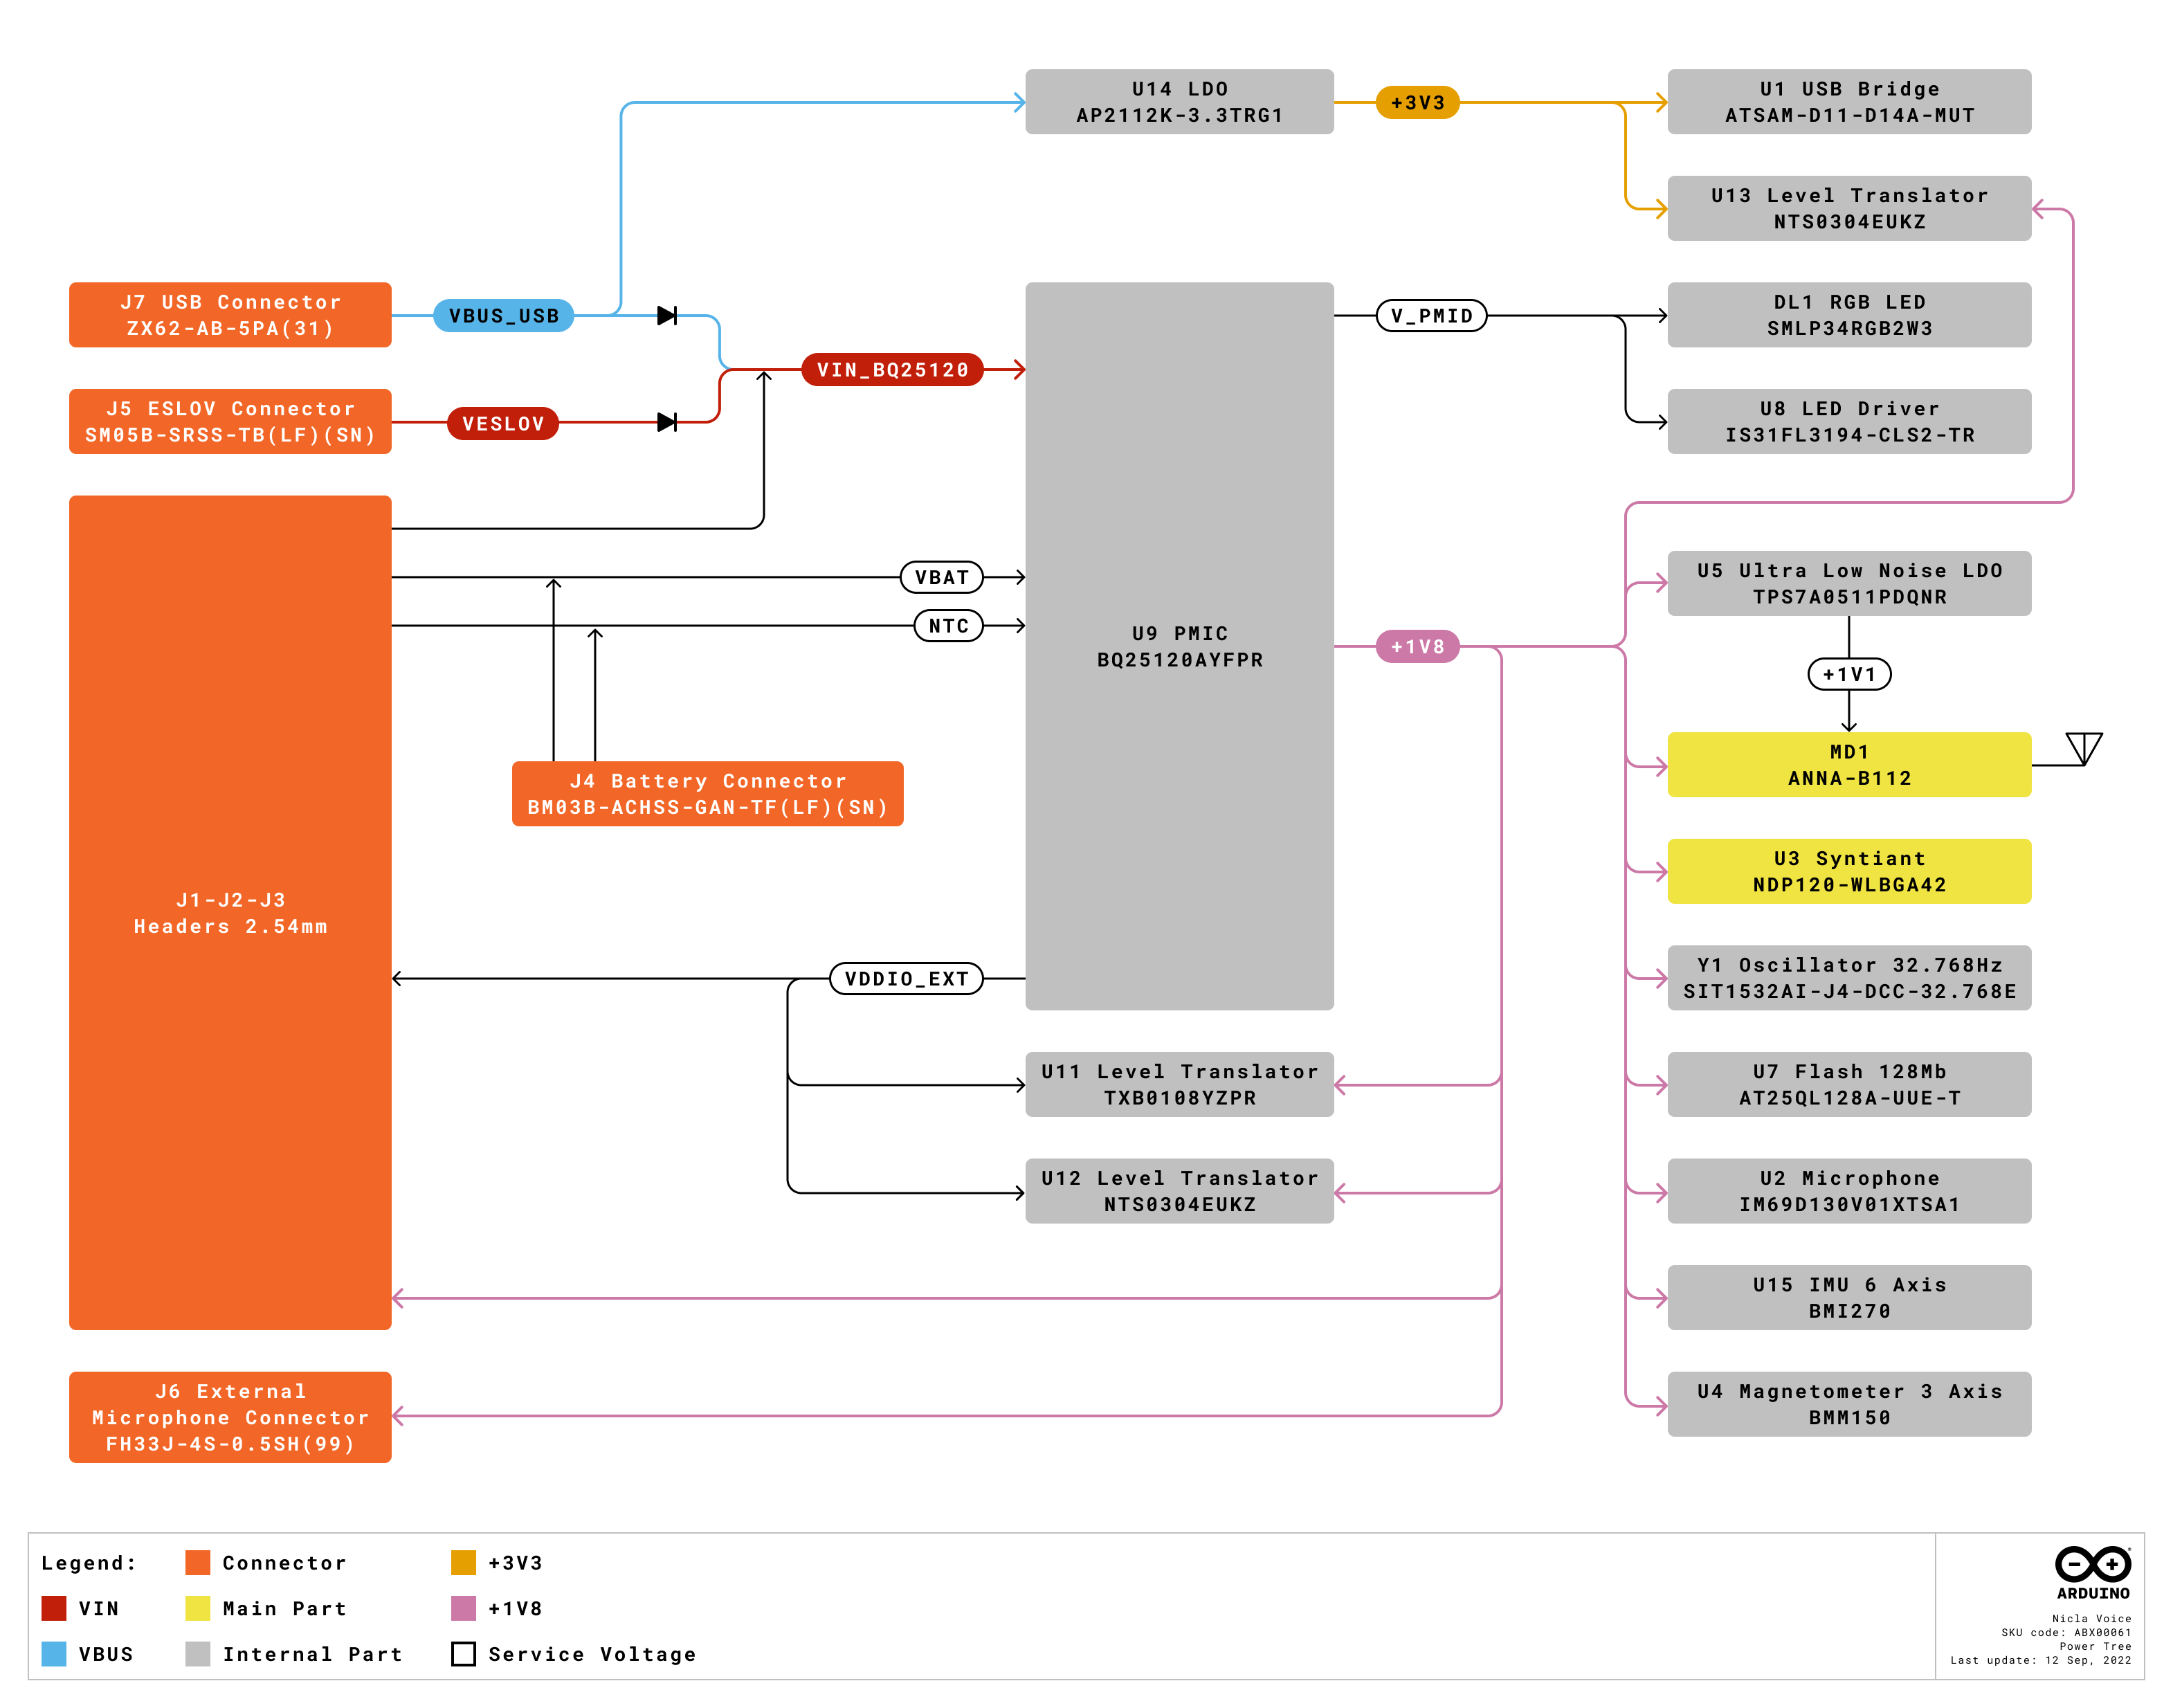 U14 LDO
AP2112K-3.3TRG1
+3V3
U1 USB Bridge
ATSAM-D11-D14A-MUT
U13 Level Translator
NTS0304EUKZ
J7 USB Connector
ZX62-AB-5PA(31)
VBUS_USB
V_PMID
DL1 RGB LED
SMLP34RGB2W3
VIN_BQ25120
J5 ESLOV Connector
SM05B-SRSS-TB(LF)(SN)
VESLOV
U8 LED Driver
IS31FL3194-CLS2-TR
VBAT
NTC
U9 PMIC
BQ25120AYFPR
+1V8
U5 Ultra Low Noise LDO
TPS7A0511PDQNR
+1V1
MD1
ANNA-B112
J4 Battery Connector
BM03B-ACHSS-GAN-TF(LF)(SN)
U3 Syntiant
NDP120-WLBGA42
J1-J2-J3
Headers 2.54mm
VDDIO_EXT
Y1 Oscillator 32.768Hz
SIT1532AI-J4-DCC-32.768E
U11 Level Translator
TXB0108YZPR
U7 Flash 128Mb
AT25QL128A-UUE-T
U12 Level Translator
NTS0304EUKZ
U2 Microphone
IM69D130V01XTSA1
U15 IMU 6 Axis
BMI270
J6 External
Microphone Connector
FH33J-4S-0.5SH(99)
U4 Magnetometer 3 Axis
BMM150
Legend:
VIN
VBUS
Connector
Main Part
Internal Part
+3V3
+1V8
Service Voltage
ARDUINO
Nicla Voice
SKU code: ABX00061
Power Tree
Last update: 12 Sep, 2022